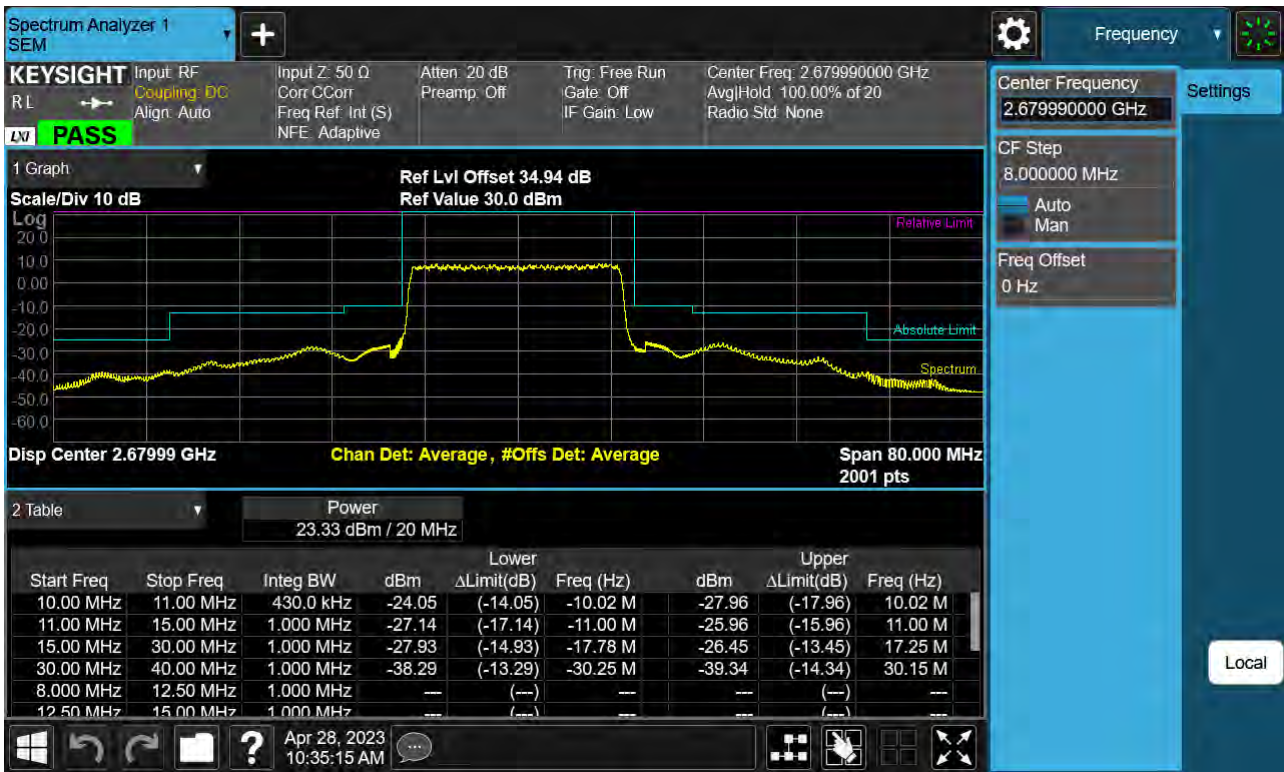 Spectrum Analyzer 1
SEM
Frequency
KEYSIGHT
RL
LXI
PASS
Input: RF
Coupling: DC
Align: Auto
Input Z: 50 Ω
Corr CCorr
Freq Ref: Int (S)
NFE: Adaptive
Atten: 20 dB
Preamp: Off
Trig: Free Run
Gate: Off
IF Gain: Low
Center Freq: 2.679990000 GHz
Avg|Hold: 100.00% of 20
Radio Std: None
Center Frequency
2.679990000 GHz
Settings
CF Step
8.000000 MHz
Auto
Man
Freq Offset
0 Hz
Local
1 Graph
Scale/Div 10 dB
Ref Lvl Offset 34.94 dB
Ref Value 30.0 dBm
Log
20.0
10.0
0.00
-10.0
-20.0
-30.0
-40.0
-50.0
-60.0
Relative Limit
Absolute Limit
Spectrum
Disp Center 2.67999 GHz
Chan Det: Average, #Offs Det: Average
Span 80.000 MHz
2001 pts
2 Table
Power
23.33 dBm / 20 MHz
Lower Upper
Start Freq Stop Freq Integ BW dBm ΔLimit(dB) Freq (Hz) dBm ΔLimit(dB) Freq (Hz)
10.00 MHz 11.00 MHz 430.0 kHz -24.05 (-14.05) -10.02 M -27.96 (-17.96) 10.02 M
11.00 MHz 15.00 MHz 1.000 MHz -27.14 (-17.14) -11.00 M -25.96 (-15.96) 11.00 M
15.00 MHz 30.00 MHz 1.000 MHz -27.93 (-14.93) -17.78 M -26.45 (-13.45) 17.25 M
30.00 MHz 40.00 MHz 1.000 MHz -38.29 (-13.29) -30.25 M -39.34 (-14.34) 30.15 M
8.000 MHz 12.50 MHz 1.000 MHz --- (---) --- --- (---) ---
12.50 MHz 15.00 MHz 1.000 MHz --- (---) --- --- (---) ---
?
Apr 28, 2023
10:35:15 AM